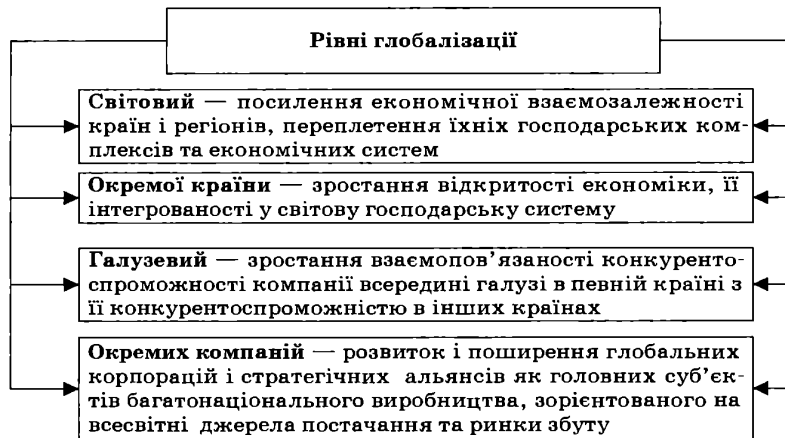 Рівні глобалізації
Світовий — посилення економічної взаємозалежності
країн і регіонів, переплетення їхніх господарських ком-
плексів та економічних систем
Окремої країни — зростання відкритості економіки, її
інтегрованості у світову господарську систему
Галузевий — зростання взаємопов’язаності конкуренто-
спроможності компанії всередині галузі в певній країні з
її конкурентоспроможністю в інших країнах
Окремих компаній — розвиток і поширення глобальних
корпорацій і стратегічних альянсів як головних суб’єк-
тів багатонаціонального виробництва, зорієнтованого на
всесвітні джерела постачання та ринки збуту